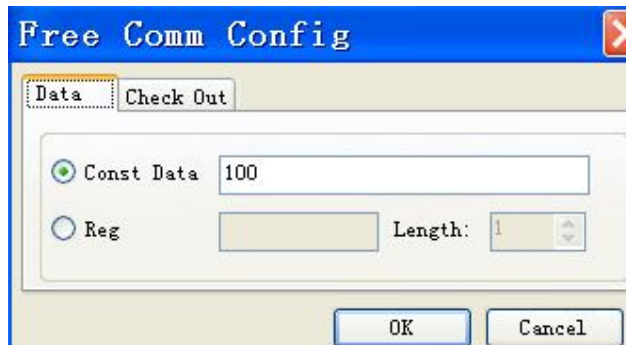 Free Comm Config
Data Check Out
Const Data 100
Reg Length: 1
OK Cancel